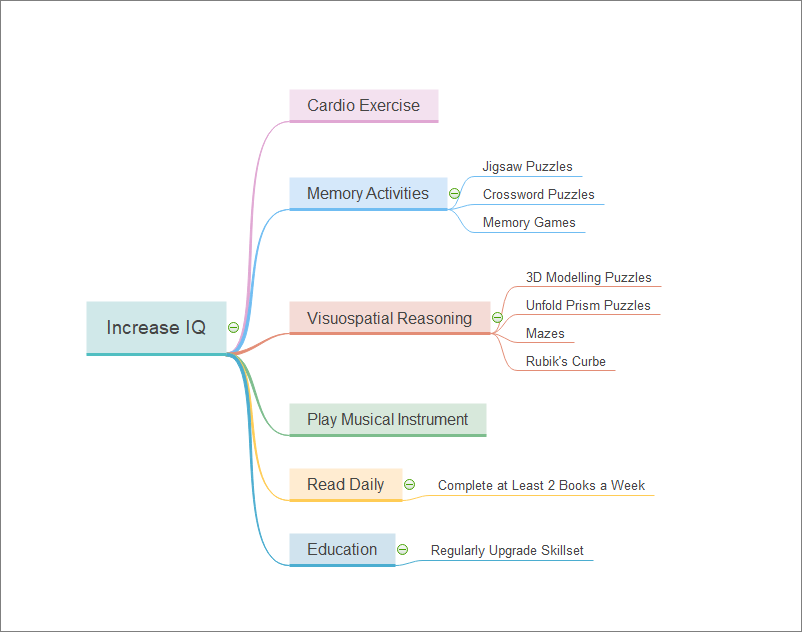 Increase IQ
Cardio Exercise
Memory Activities
Jigsaw Puzzles
Crossword Puzzles
Memory Games
Visuospatial Reasoning
3D Modelling Puzzles
Unfold Prism Puzzles
Mazes
Rubik's Curbe
Play Musical Instrument
Read Daily
Complete at Least 2 Books a Week
Education
Regularly Upgrade Skillset